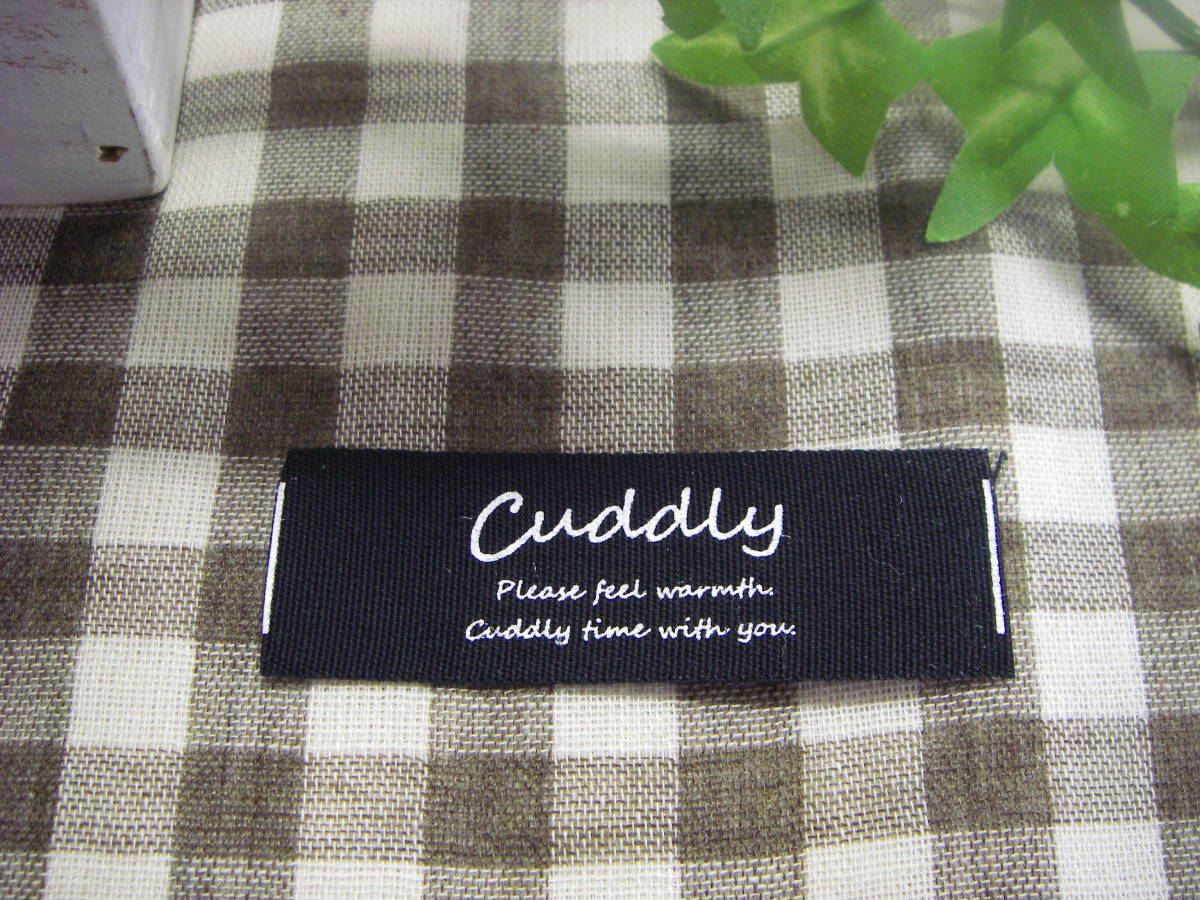 Cuddly
Please feel warmth.
Cuddly time with you.